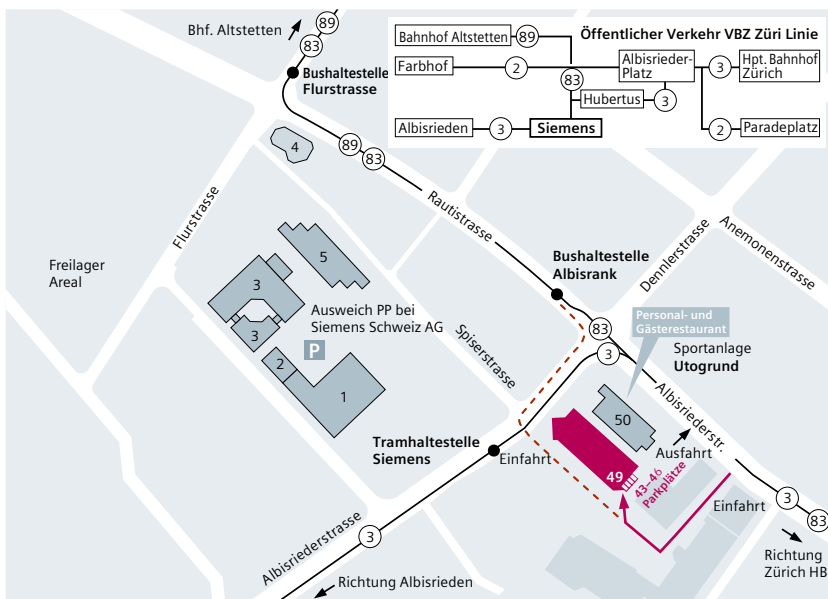 Öffentlicher Verkehr VBZ Züri Linie
Bahnhof Altstetten
89
Farbhof
2
Albisrieder-
Platz
3
Hpt. Bahnhof
Zürich
83
Hubertus
3
Albisrieden
3
Siemens
2
Paradeplatz
Bhf. Altstetten
89
83
Bushaltestelle
Flurstrasse
4
89
83
Flurstrasse
Rautistrasse
Dennlerstrasse
Anemonenstrasse
Freilager
Areal
5
3
3
Ausweich PP bei
Siemens Schweiz AG
P
2
1
Spiserstrasse
Bushaltestelle
Albisrank
83
3
Personal- und
Gästerestaurant
Sportanlage
Utogrund
Albisriederstr.
50
Ausfahrt
Tramhaltestelle
Siemens
Einfahrt
49
43–46
Parkplätze
Einfahrt
3
83
Richtung
Zürich HB
Albisriederstrasse
3
Richtung Albisrieden